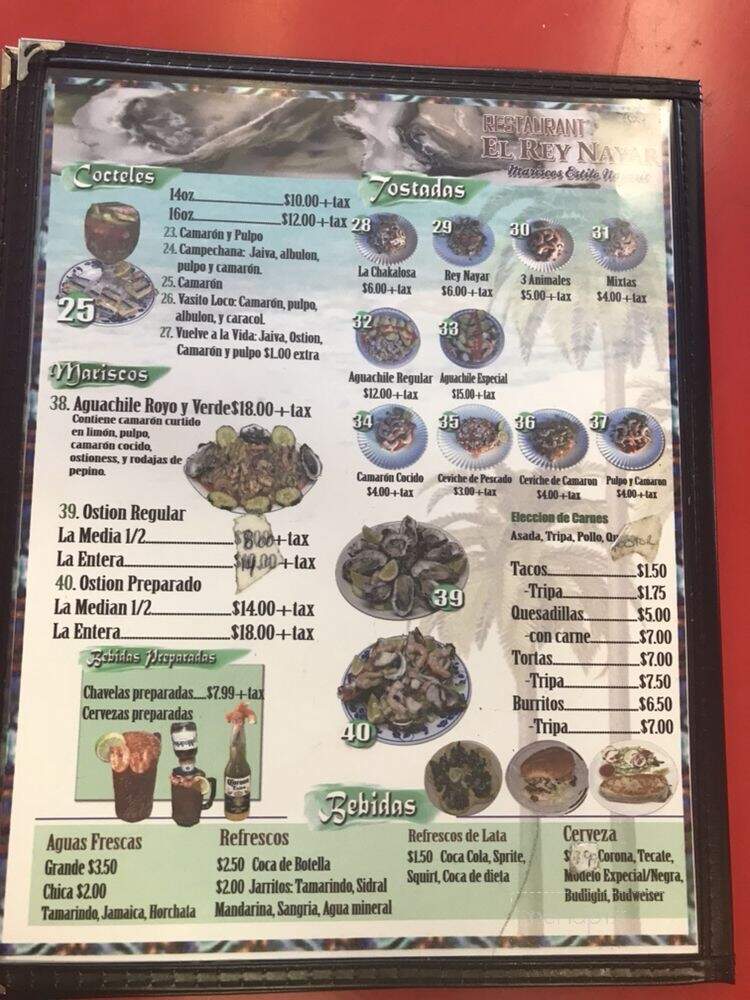 RESTAURANT
EL REY NAYAR
Mariscos Estilo
Cocteles
14oz. $10.00+tax
16oz. $12.00+tax
23. Camarón y Pulpo
24. Campechana: Jaiva, albulon,
pulpo y camarón.
25. Camarón
26. Vasito Loco: Camarón, pulpo,
albulon, y caracol.
27. Vuelve a la Vida: Jaiva, Ostion,
Camarón y pulpo $1.00 extra
25
Tostadas
28 29 30 31
La Chakalosa Rey Nayar 3 Animales Mixtas
$6.00+tax $6.00+tax $5.00+tax $4.00+tax
32 33
Aguachile Regular Aguachile Especial
$12.00+tax $15.00+tax
34 35 36 37
Camarón Cocido Ceviche de Pescado Ceviche de Camaron Pulpo y Camaron
$4.00+tax $3.00+tax $4.00+tax $4.00+tax
Mariscos
38. Aguachile Royo y Verde $18.00+tax
Contiene camarón curtido
en limón, pulpo,
camarón cocido,
ostioness, y rodajas de
pepino.
39. Ostion Regular
La Media 1/2 +tax
La Entera +tax
40. Ostion Preparado
La Median 1/2 $14.00+tax
La Entera $18.00+tax
39
40
Eleccion de Carnes
Asada, Tripa, Pollo,
Tacos $1.50
-Tripa $1.75
Quesadillas $5.00
-con carne $7.00
Tortas $7.00
-Tripa $7.50
Burritos $6.50
-Tripa $7.00
Bebidas Preparadas
Chavelas preparadas $7.99+tax
Cervezas preparadas
Corona
Bebidas
Aguas Frescas
Grande $3.50
Chica $2.00
Tamarindo, Jamaica, Horchata
Refrescos
$2.50 Coca de Botella
$2.00 Jarritos: Tamarindo, Sidral
Mandarina, Sangria, Agua mineral
Refrescos de Lata
$1.50 Coca Cola, Sprite,
Squirt, Coca de dieta
Cerveza
Corona, Tecate,
Modelo Expecial/Negra,
Budlight, Budweiser